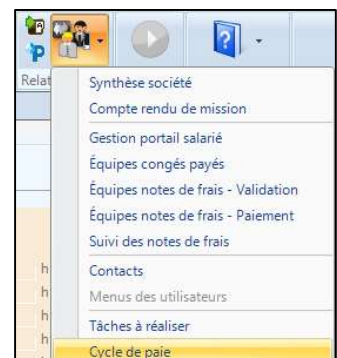 Relat
Synthèse société
Compte rendu de mission
Gestion portail salarié
Équipes congés payés
Équipes notes de frais - Validation
Équipes notes de frais - Paiement
Suivi des notes de frais
Contacts
Menus des utilisateurs
Tâches à réaliser
Cycle de paie
h
h
h
h